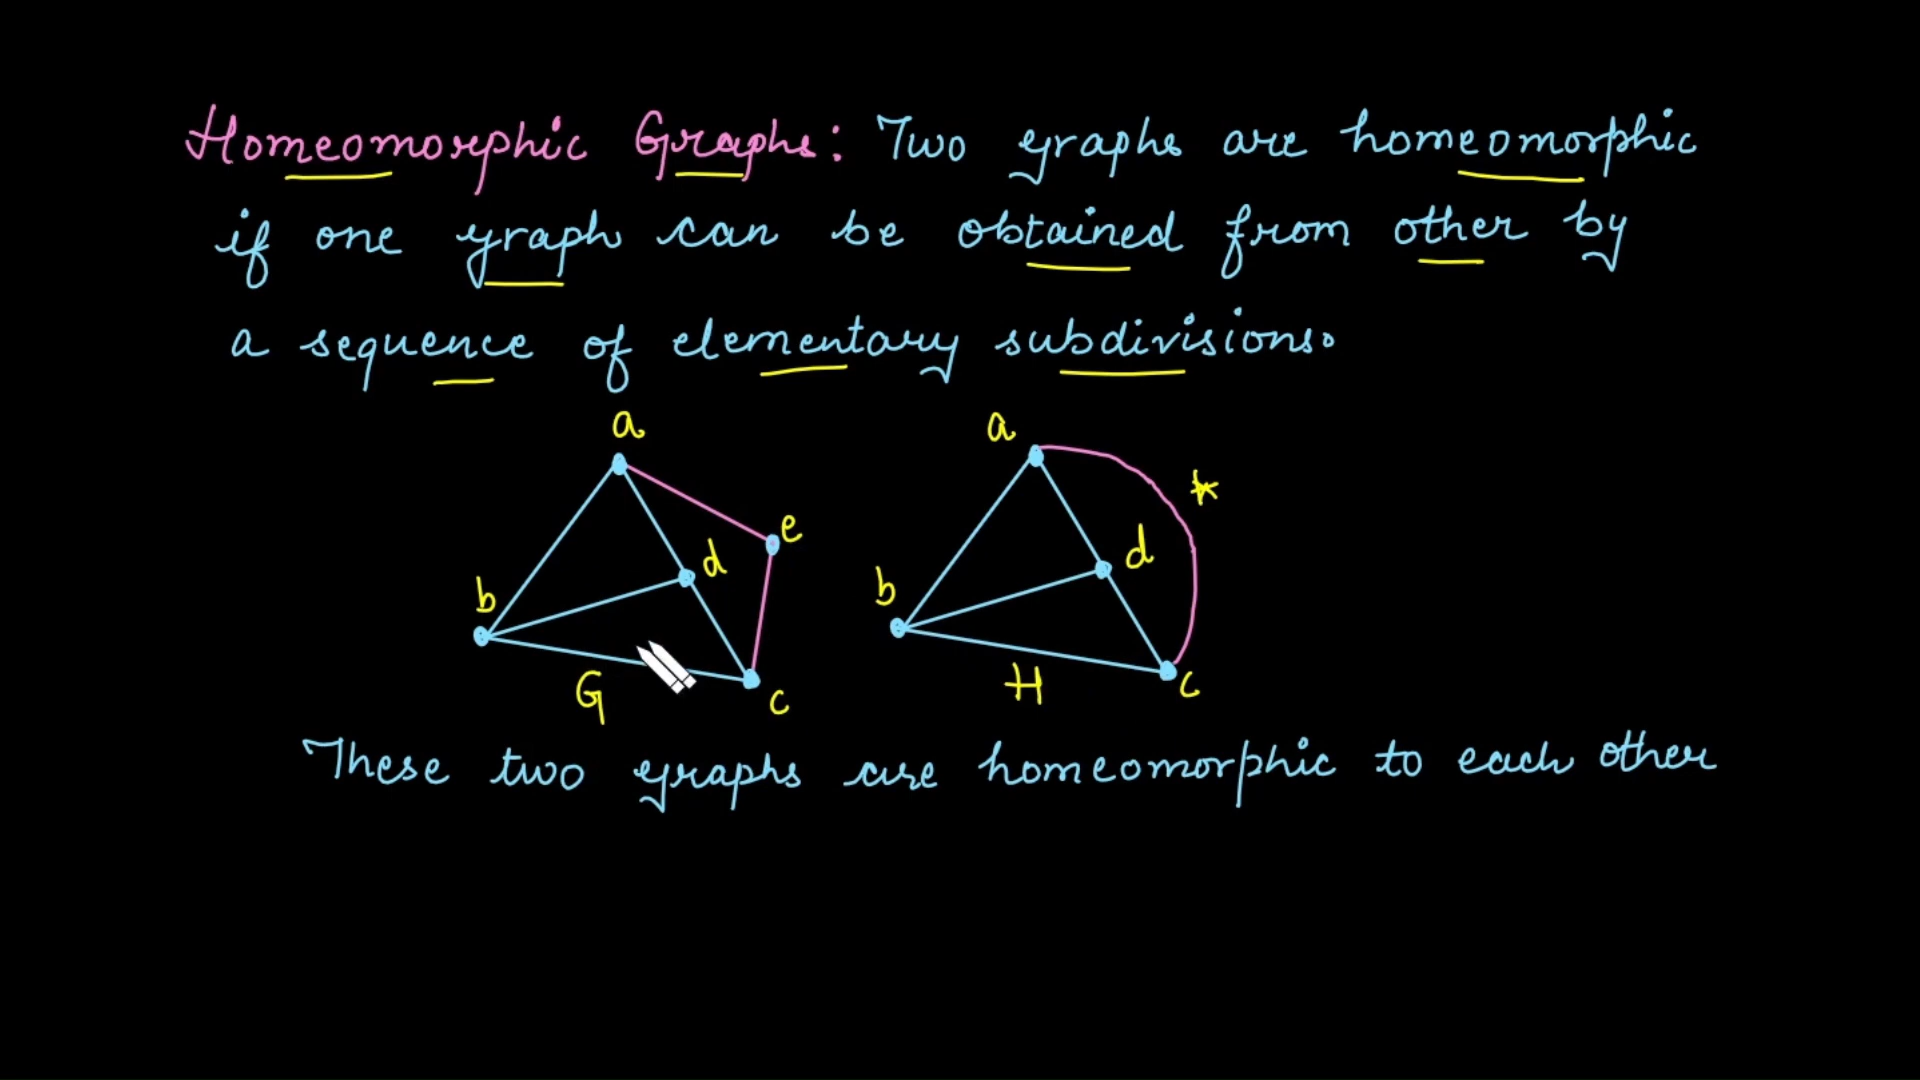 Homeomorphic Graphs: Two graphs are homeomorphic
if one graph can be obtained from other by
a sequence of elementary subdivisions.
a
e
d
b
c
G
a
*
d
b
c
H
These two graphs are homeomorphic to each other